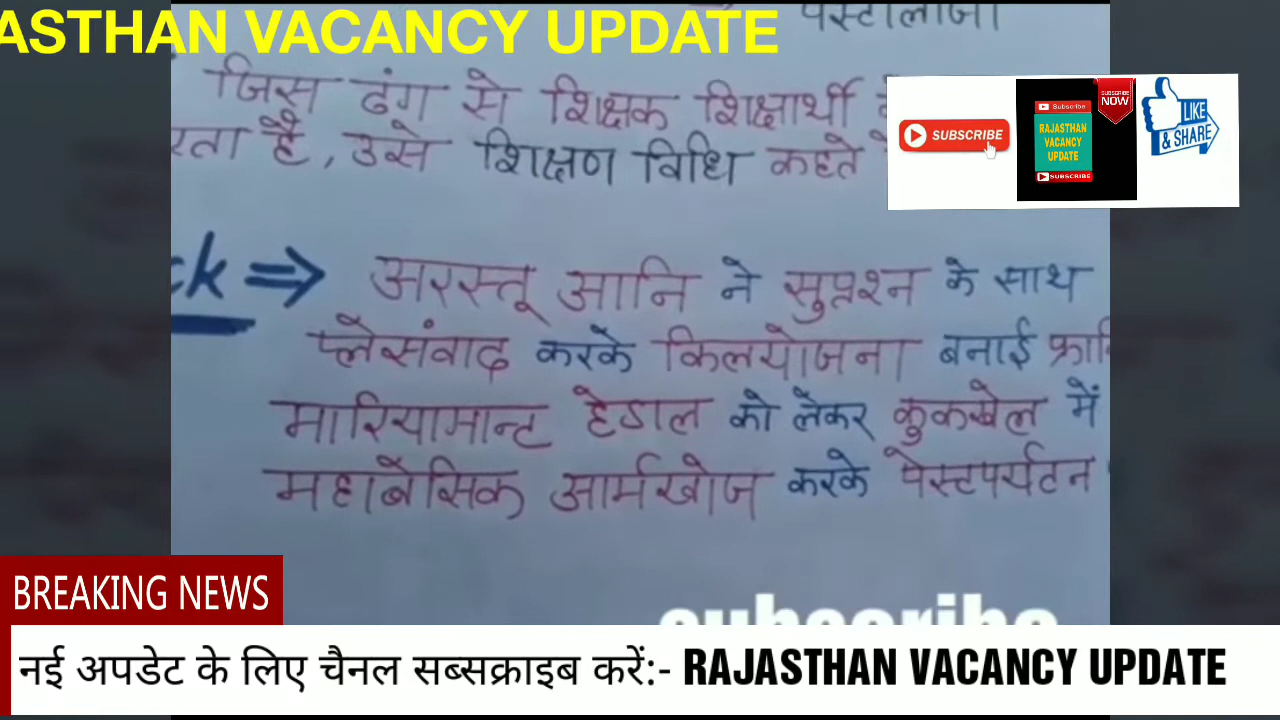 ASTHAN VACANCY UPDATE
पेस्टालॉजी
जिस ढंग से शिक्षक शिक्षार्थी
रता है, उसे शिक्षण विधि कहते
SUBSCRIBE
Subscribe
RAJASTHAN
VACANCY
UPDATE
SUBSCRIBE
SUBSCRIBE
NOW
LIKE
& SHARE
ck ⇒ अरस्तू आनि ने सुप्रश्न के साथ
प्लेसंवाद करके किलयोजना बनाई फ्रा
मारियामान्ट हेडाल को लेकर कुकखेल में
महाबेसिक आर्मखोज करके पेस्टपर्यटन
subscribe
BREAKING NEWS
नई अपडेट के लिए चैनल सब्सक्राइब करें:- RAJASTHAN VACANCY UPDATE